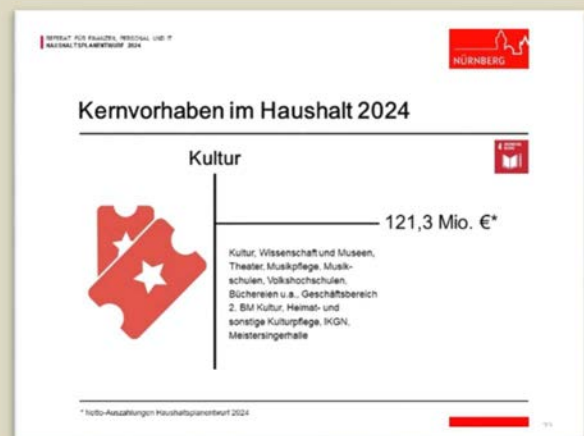 REFERAT FÜR FINANZEN, PERSONAL UND IT
HAUSHALTSPLANENTWURF 2024
NÜRNBERG
Kernvorhaben im Haushalt 2024
Kultur
4
121,3 Mio. €*
Kultur, Wissenschaft und Museen,
Theater, Musikpflege, Musik-
schulen, Volkshochschulen,
Büchereien u.a., Geschäftsbereich
2. BM Kultur, Heimat- und
sonstige Kulturpflege, IKGN,
Meistersingerhalle
* Netto-Auszahlungen Haushaltsplanentwurf 2024